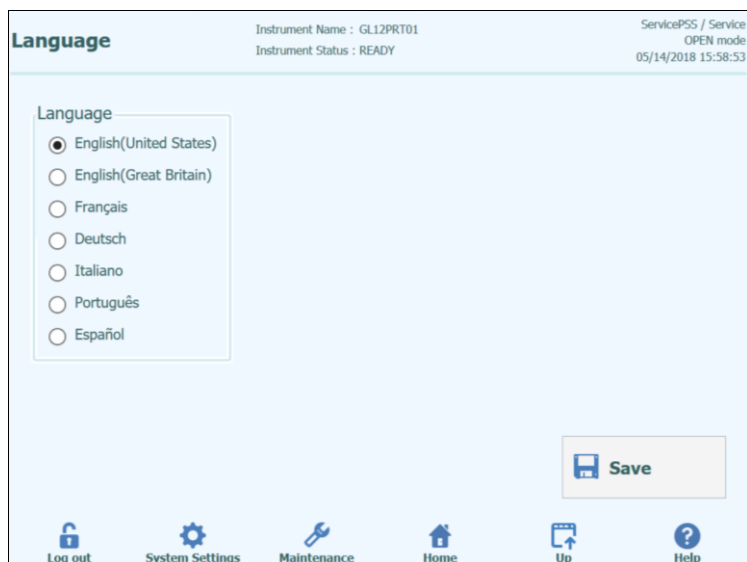 Language
Instrument Name : GL12PRT01
Instrument Status : READY
ServicePSS / Service
OPEN mode
05/14/2018 15:58:53
Language
English(United States)
English(Great Britain)
Français
Deutsch
Italiano
Português
Español
Save
Log out System Settings Maintenance Home Up Help